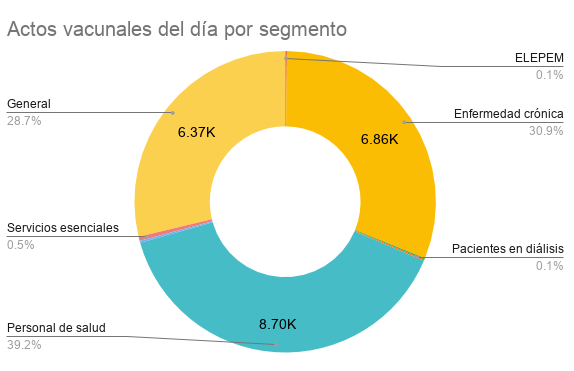 Actos vacunales del día por segmento
ELEPEM
0.1%
General
28.7%
Enfermedad crónica
30.9%
6.37K
6.86K
Servicios esenciales
0.5%
Pacientes en diálisis
0.1%
8.70K
Personal de salud
39.2%